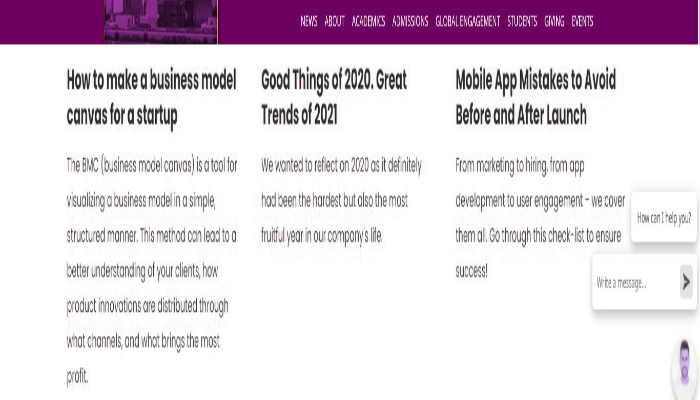 NEWS ABOUT ACADEMICS ADMISSIONS GLOBAL ENGAGEMENT STUDENTS GIVING EVENTS
How to make a business model
canvas for a startup
The BMC (business model canvas) is a tool for
visualizing a business model in a simple,
structured manner. This method can lead to a
better understanding of your clients, how
product innovations are distributed through
what channels, and what brings the most
profit.
Good Things of 2020. Great
Trends of 2021
We wanted to reflect on 2020 as it definitely
had been the hardest but also the most
fruitful year in our company's life.
Mobile App Mistakes to Avoid
Before and After Launch
From marketing to hiring, from app
development to user engagement – we cover
them all. Go through this check-list to ensure
success!
How can I help you?
Write a message...